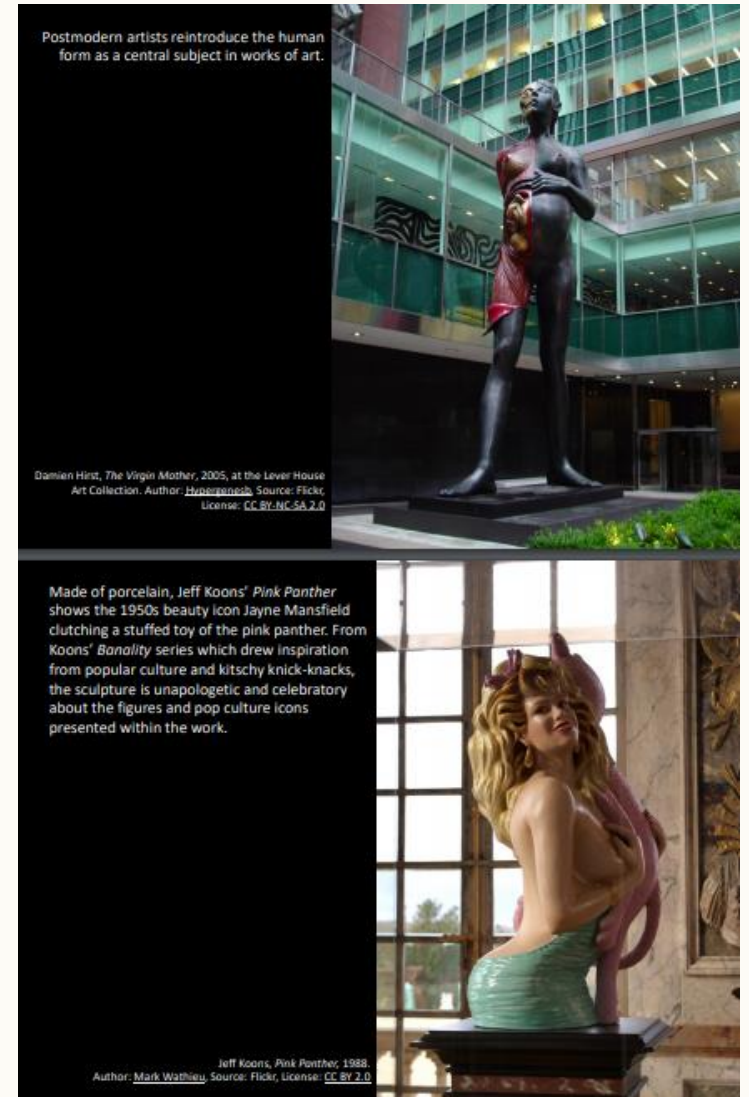 Postmodern artists reintroduce the human
form as a central subject in works of art.
Damien Hirst, The Virgin Mother, 2005, at the Lever House
Art Collection. Author: Hypergenesb, Source: Flickr,
License: CC BY-NC-SA 2.0
Made of porcelain, Jeff Koons' Pink Panther
shows the 1950s beauty icon Jayne Mansfield
clutching a stuffed toy of the pink panther. From
Koons' Banality series which drew inspiration
from popular culture and kitschy knick-knacks,
the sculpture is unapologetic and celebratory
about the figures and pop culture icons
presented within the work.
Jeff Koons, Pink Panther, 1988.
Author: Mark Wathieu, Source: Flickr, License: CC BY 2.0